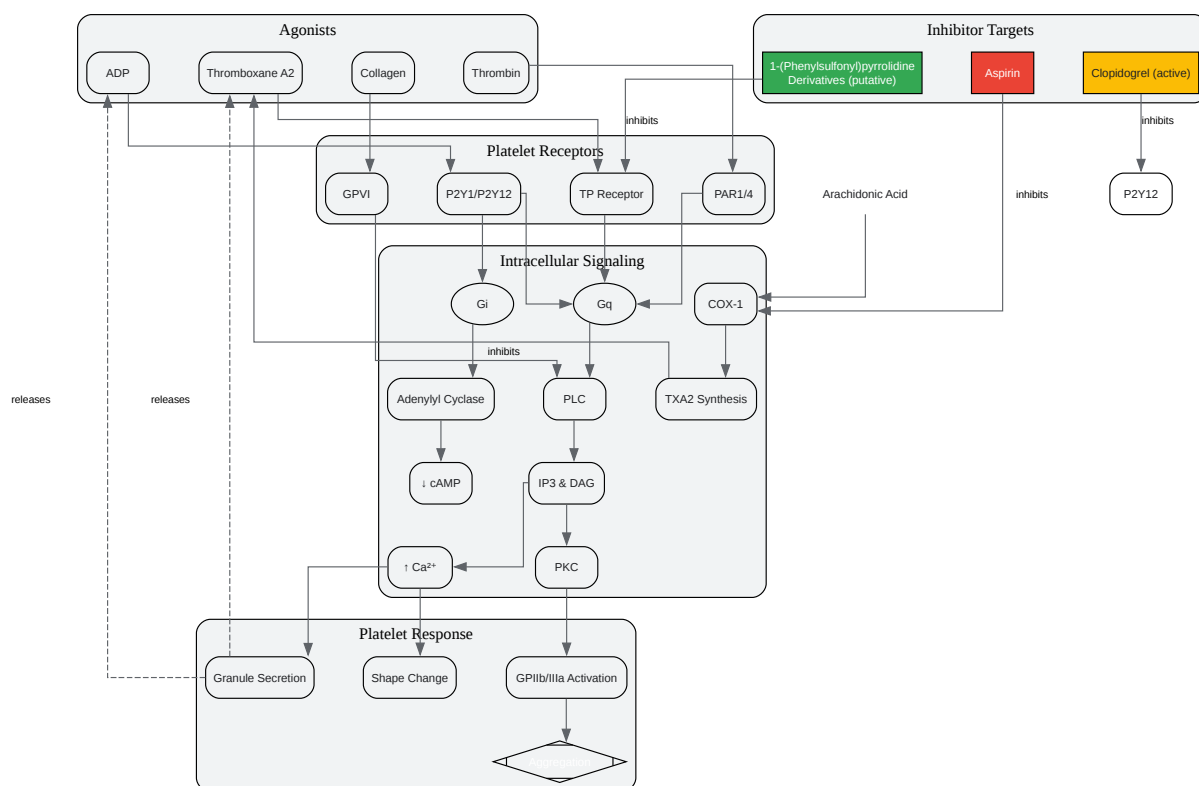 Agonists
Inhibitor Targets
ADP
Thromboxane A2
Collagen
Thrombin
1-(Phenylsulfonyl)pyrrolidine
Derivatives (putative)
Aspirin
Clopidogrel (active)
inhibits
inhibits
Platelet Receptors
GPVI
P2Y1/P2Y12
TP Receptor
PAR1/4
Arachidonic Acid
inhibits
P2Y12
Intracellular Signaling
Gi
Gq
COX-1
inhibits
Adenylyl Cyclase
PLC
TXA2 Synthesis
releases
releases
↓ cAMP
IP3 & DAG
↑ Ca²⁺
PKC
Platelet Response
Granule Secretion
Shape Change
GPIIb/IIIa Activation
Aggregation